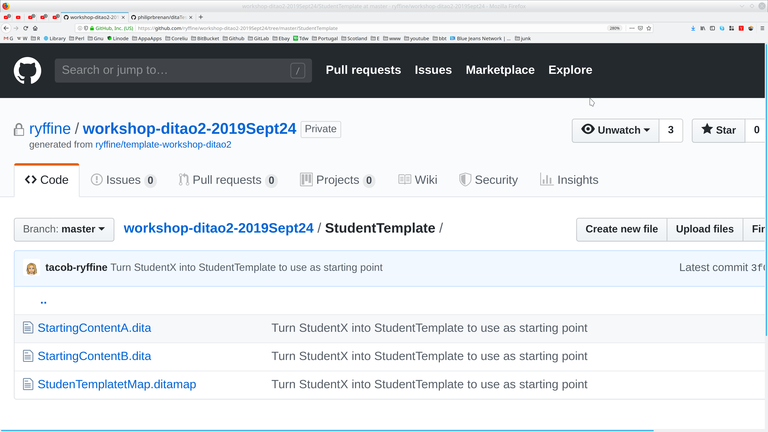 workshop-ditao2-2019Sept24/StudentTemplate at master · ryffine/workshop-ditao2-2019Sept24 - Mozilla Firefox
workshop-ditao2-2019
GitHub, Inc. (US) https://github.com/ryffine/workshop-ditao2-2019Sept24/tree/master/StudentTemplate
Library Perl Gnu Linode AppaApps Coreliu BitBucket Github GitLab Ebay Tdw Portugal Scotland E www youtube bbt Blue Jeans Network | ... junk
Search or jump to… /
Pull requests Issues Marketplace Explore
ryffine / workshop-ditao2-2019Sept24 Private
Unwatch 3 Star 0
generated from ryffine/template-workshop-ditao2
Code Issues 0 Pull requests 0 Projects 0 Wiki Security Insights
Branch: master workshop-ditao2-2019Sept24 / StudentTemplate /
Create new file Upload files
tacob-ryffine Turn StudentX into StudentTemplate to use as starting point Latest commit
..
StartingContentA.dita Turn StudentX into StudentTemplate to use as starting point
StartingContentB.dita Turn StudentX into StudentTemplate to use as starting point
StudenTemplatetMap.ditamap Turn StudentX into StudentTemplate to use as starting point